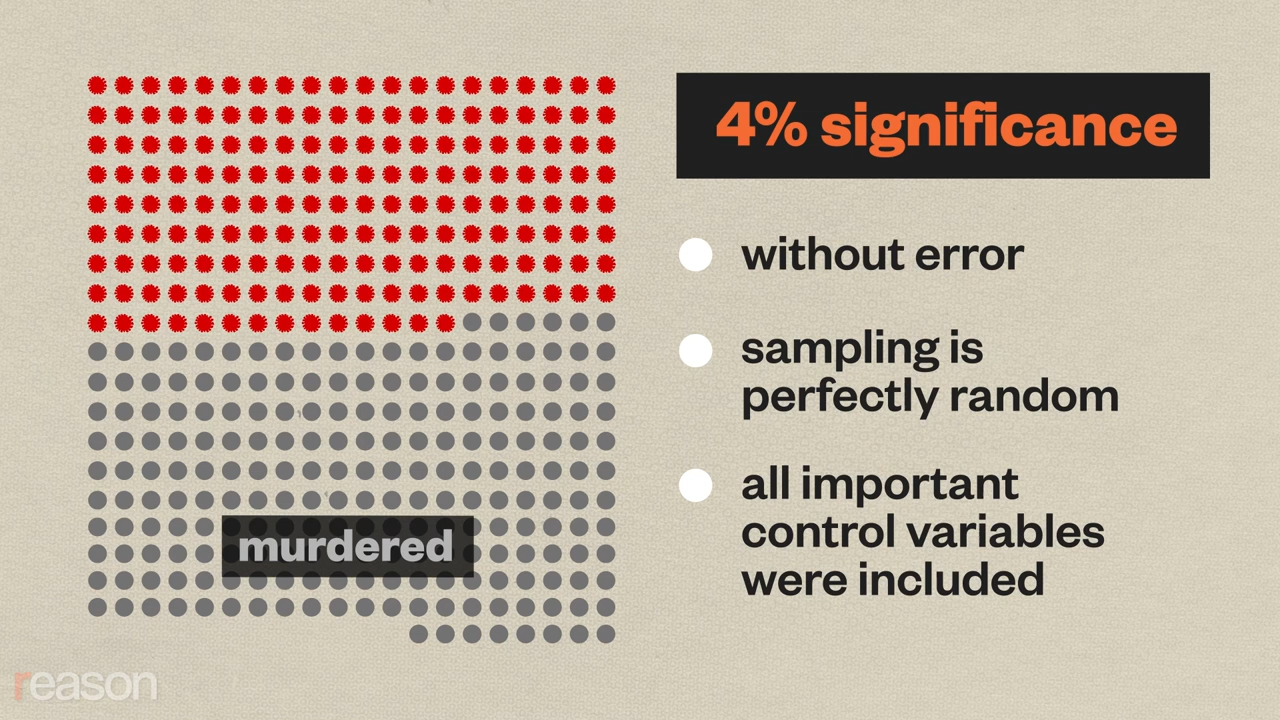 4% significance
without error
sampling is
perfectly random
all important
control variables
were included
murdered
reason